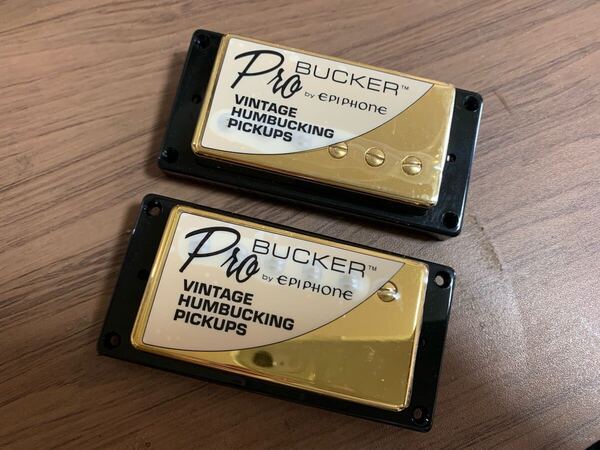 Pro BUCKER™
by EPIPHONE
VINTAGE
HUMBUCKING
PICKUPS
Pro BUCKER™
by EPIPHONE
VINTAGE
HUMBUCKING
PICKUPS